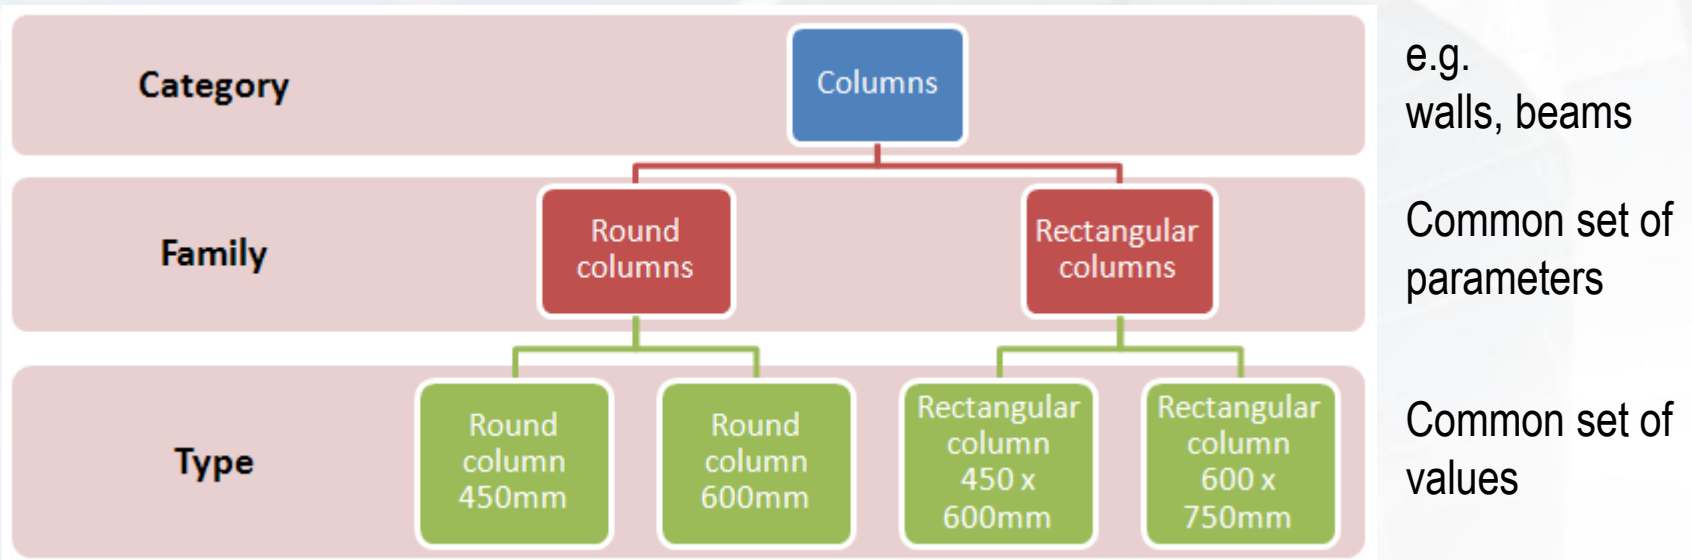 Category
Columns
e.g.
walls, beams
Family
Round
columns
Rectangular
columns
Common set of
parameters
Type
Round
column
450mm
Round
column
600mm
Rectangular
column
450 x
600mm
Rectangular
column
600 x
750mm
Common set of
values